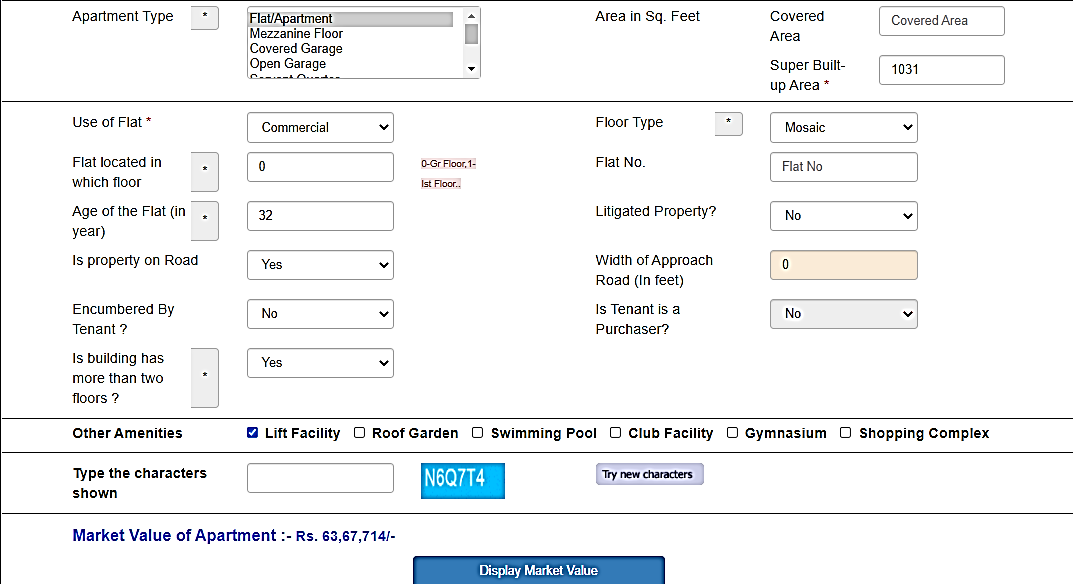 Apartment Type * Flat/Apartment Area in Sq. Feet Covered Area Covered Area
Mezzanine Floor
Covered Garage
Open Garage Super Built-up Area * 1031
Servant Quarter
Use of Flat * Commercial Floor Type * Mosaic
Flat located in which floor * 0 0-Gr Floor,1-Ist Floor.. Flat No. Flat No
Age of the Flat (in year) * 32 Litigated Property? No
Is property on Road Yes Width of Approach Road (In feet) 0
Encumbered By Tenant ? No Is Tenant is a Purchaser? No
Is building has more than two floors ? * Yes
Other Amenities Lift Facility Roof Garden Swimming Pool Club Facility Gymnasium Shopping Complex
Type the characters shown N6Q7T4 Try new characters
Market Value of Apartment :- Rs. 63,67,714/-
Display Market Value